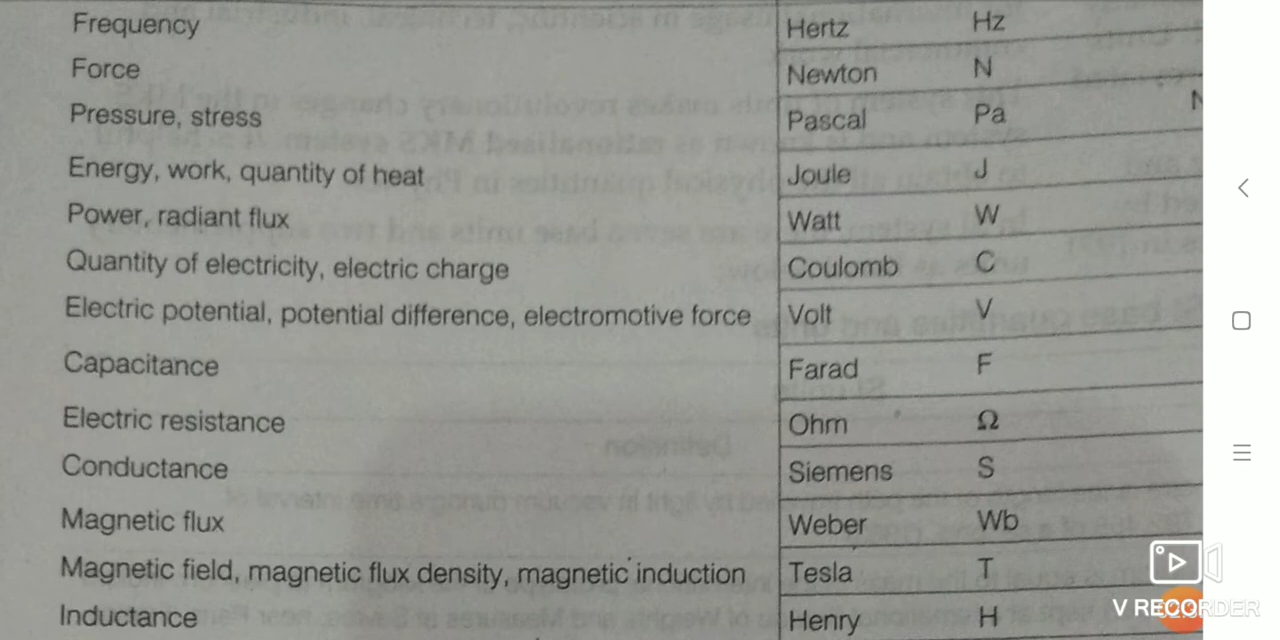 Frequency Hertz Hz
Force Newton N
Pressure, stress Pascal Pa N
Energy, work, quantity of heat Joule J
Power, radiant flux Watt W
Quantity of electricity, electric charge Coulomb C
Electric potential, potential difference, electromotive force Volt V
Capacitance Farad F
Electric resistance Ohm Ω
Conductance Siemens S
Magnetic flux Weber Wb
Magnetic field, magnetic flux density, magnetic induction Tesla T
Inductance Henry H
V RECORDER